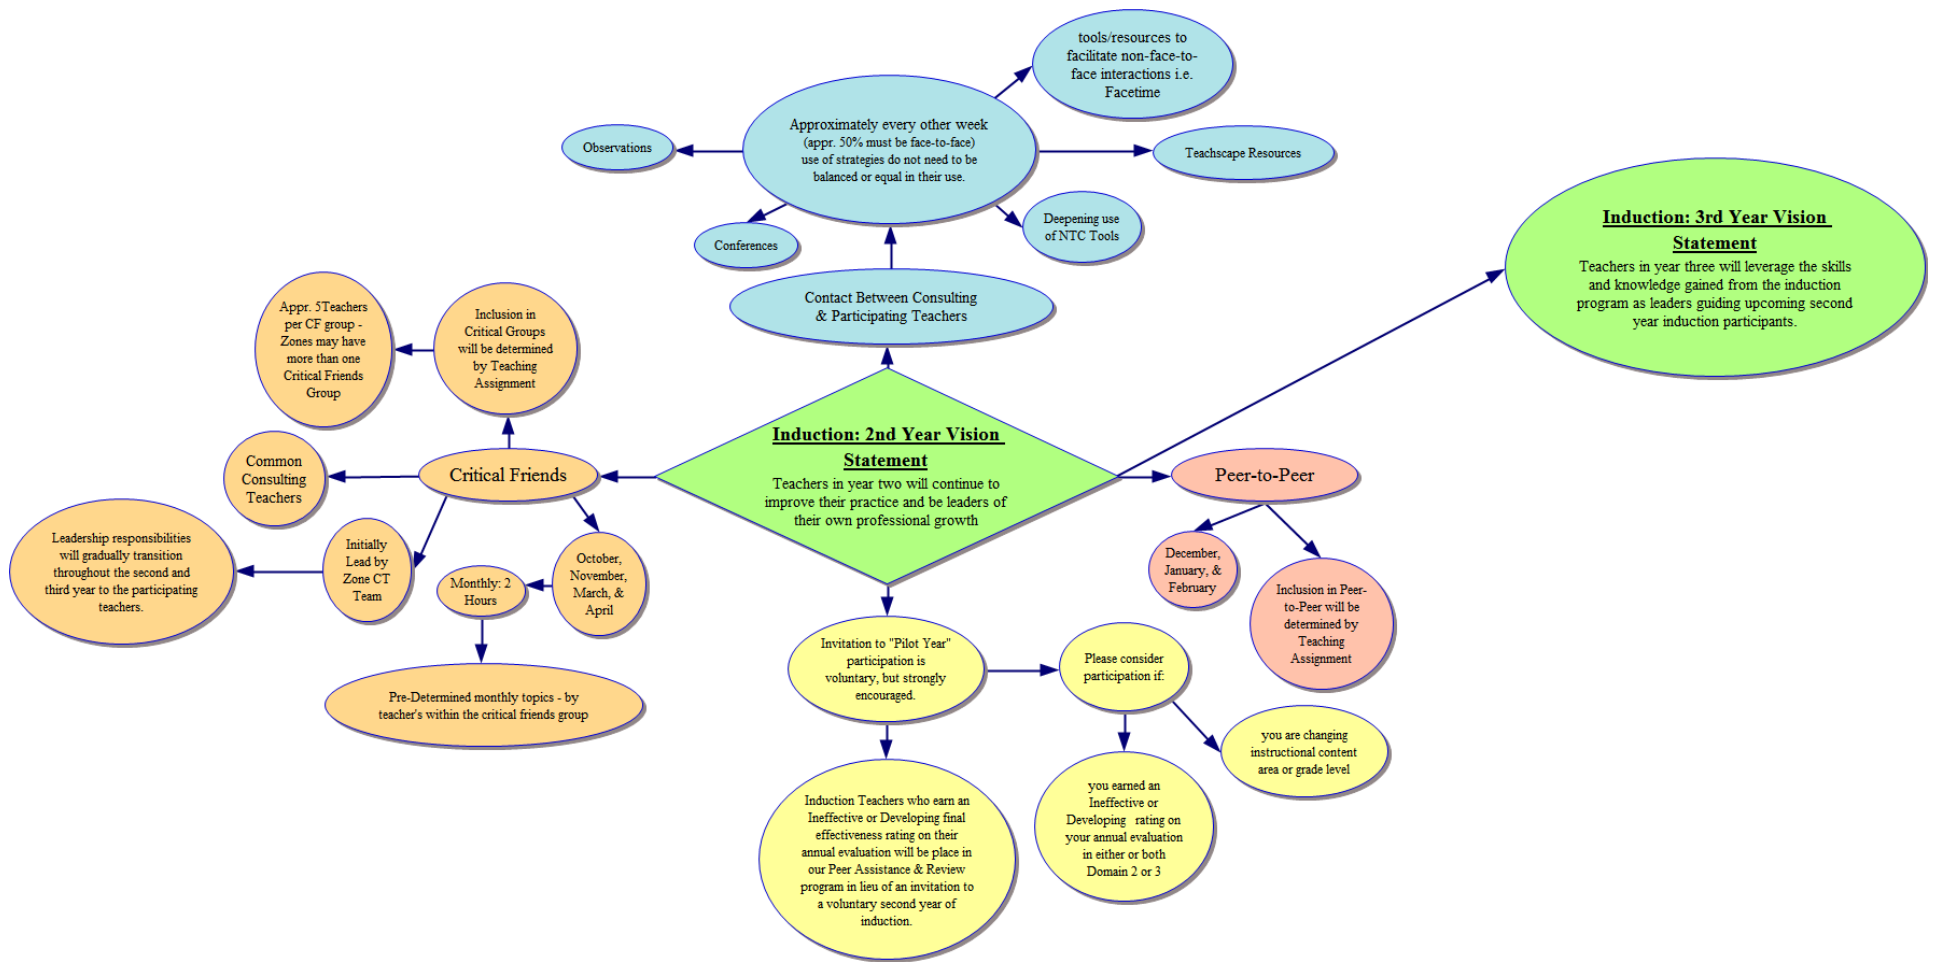 tools/resources to
facilitate non-face-to-
face interactions i.e.
Facetime
Approximately every other week
(appr. 50% must be face-to-face)
use of strategies do not need to be
balanced or equal in their use.
Observations
Teachscape Resources
Conferences
Deepening use
of NTC Tools
Contact Between Consulting
& Participating Teachers
Induction: 3rd Year Vision
Statement
Teachers in year three will leverage the skills
and knowledge gained from the induction
program as leaders guiding upcoming second
year induction participants.
Appr. 5Teachers
per CF group -
Zones may have
more than one
Critical Friends
Group
Inclusion in
Critical Groups
will be determined
by Teaching
Assignment
Common
Consulting
Teachers
Critical Friends
Induction: 2nd Year Vision
Statement
Teachers in year two will continue to
improve their practice and be leaders of
their own professional growth
Peer-to-Peer
Leadership responsibilities
will gradually transition
throughout the second and
third year to the participating
teachers.
Initially
Lead by
Zone CT
Team
Monthly: 2
Hours
October,
November,
March, &
April
December,
January, &
February
Inclusion in Peer-
to-Peer will be
determined by
Teaching
Assignment
Pre-Determined monthly topics - by
teacher's within the critical friends group
Invitation to "Pilot Year"
participation is
voluntary, but strongly
encouraged.
Please consider
participation if:
you are changing
instructional content
area or grade level
you earned an
Ineffective or
Developing rating on
your annual evaluation
in either or both
Domain 2 or 3
Induction Teachers who earn an
Ineffective or Developing final
effectiveness rating on their
annual evaluation will be place in
our Peer Assistance & Review
program in lieu of an invitation to
a voluntary second year of
induction.